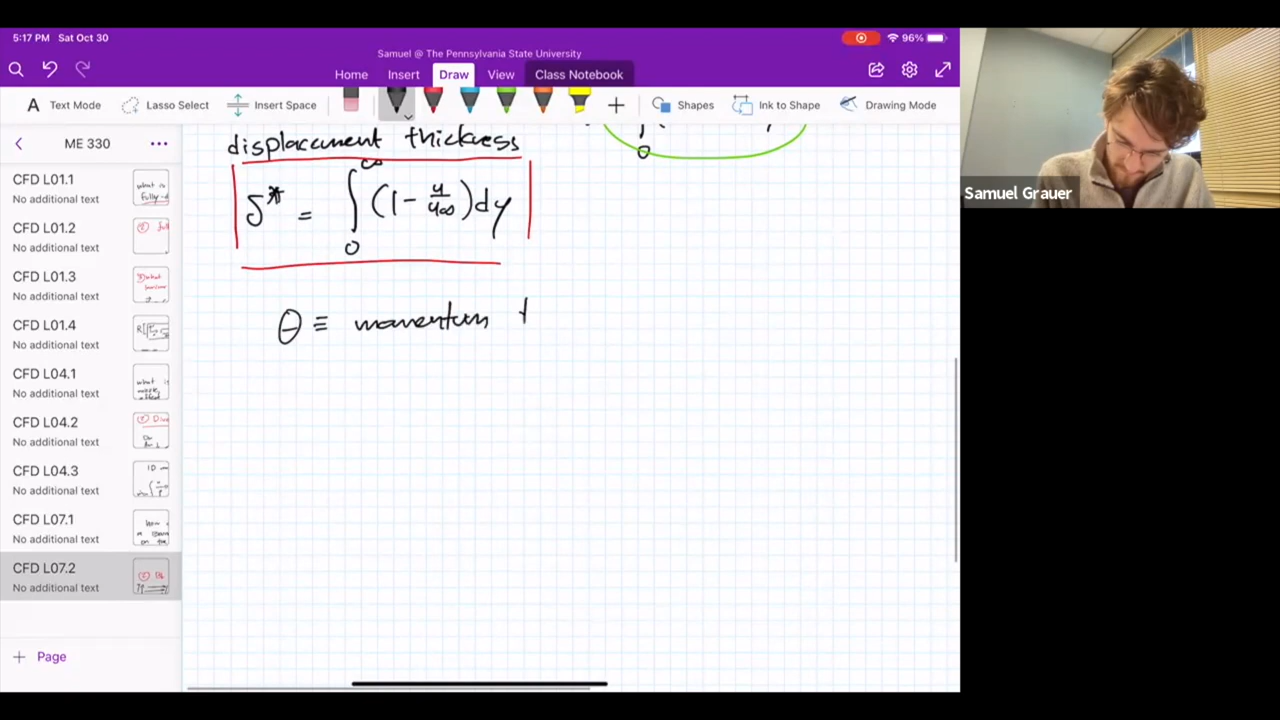 5:17 PM Sat Oct 30
96%
Samuel @ The Pennsylvania State University
Home Insert Draw View Class Notebook
A Text Mode Lasso Select Insert Space Shapes Ink to Shape Drawing Mode
ME 330
CFD L01.1
No additional text
CFD L01.2
No additional text
CFD L01.3
No additional text
CFD L01.4
No additional text
CFD L04.1
No additional text
CFD L04.2
No additional text
CFD L04.3
No additional text
CFD L07.1
No additional text
CFD L07.2
No additional text
+ Page
displacement thickness
0
δ* = ∫₀^∞ (1 - u/u∞) dy
θ ≡ momentum t
Samuel Grauer